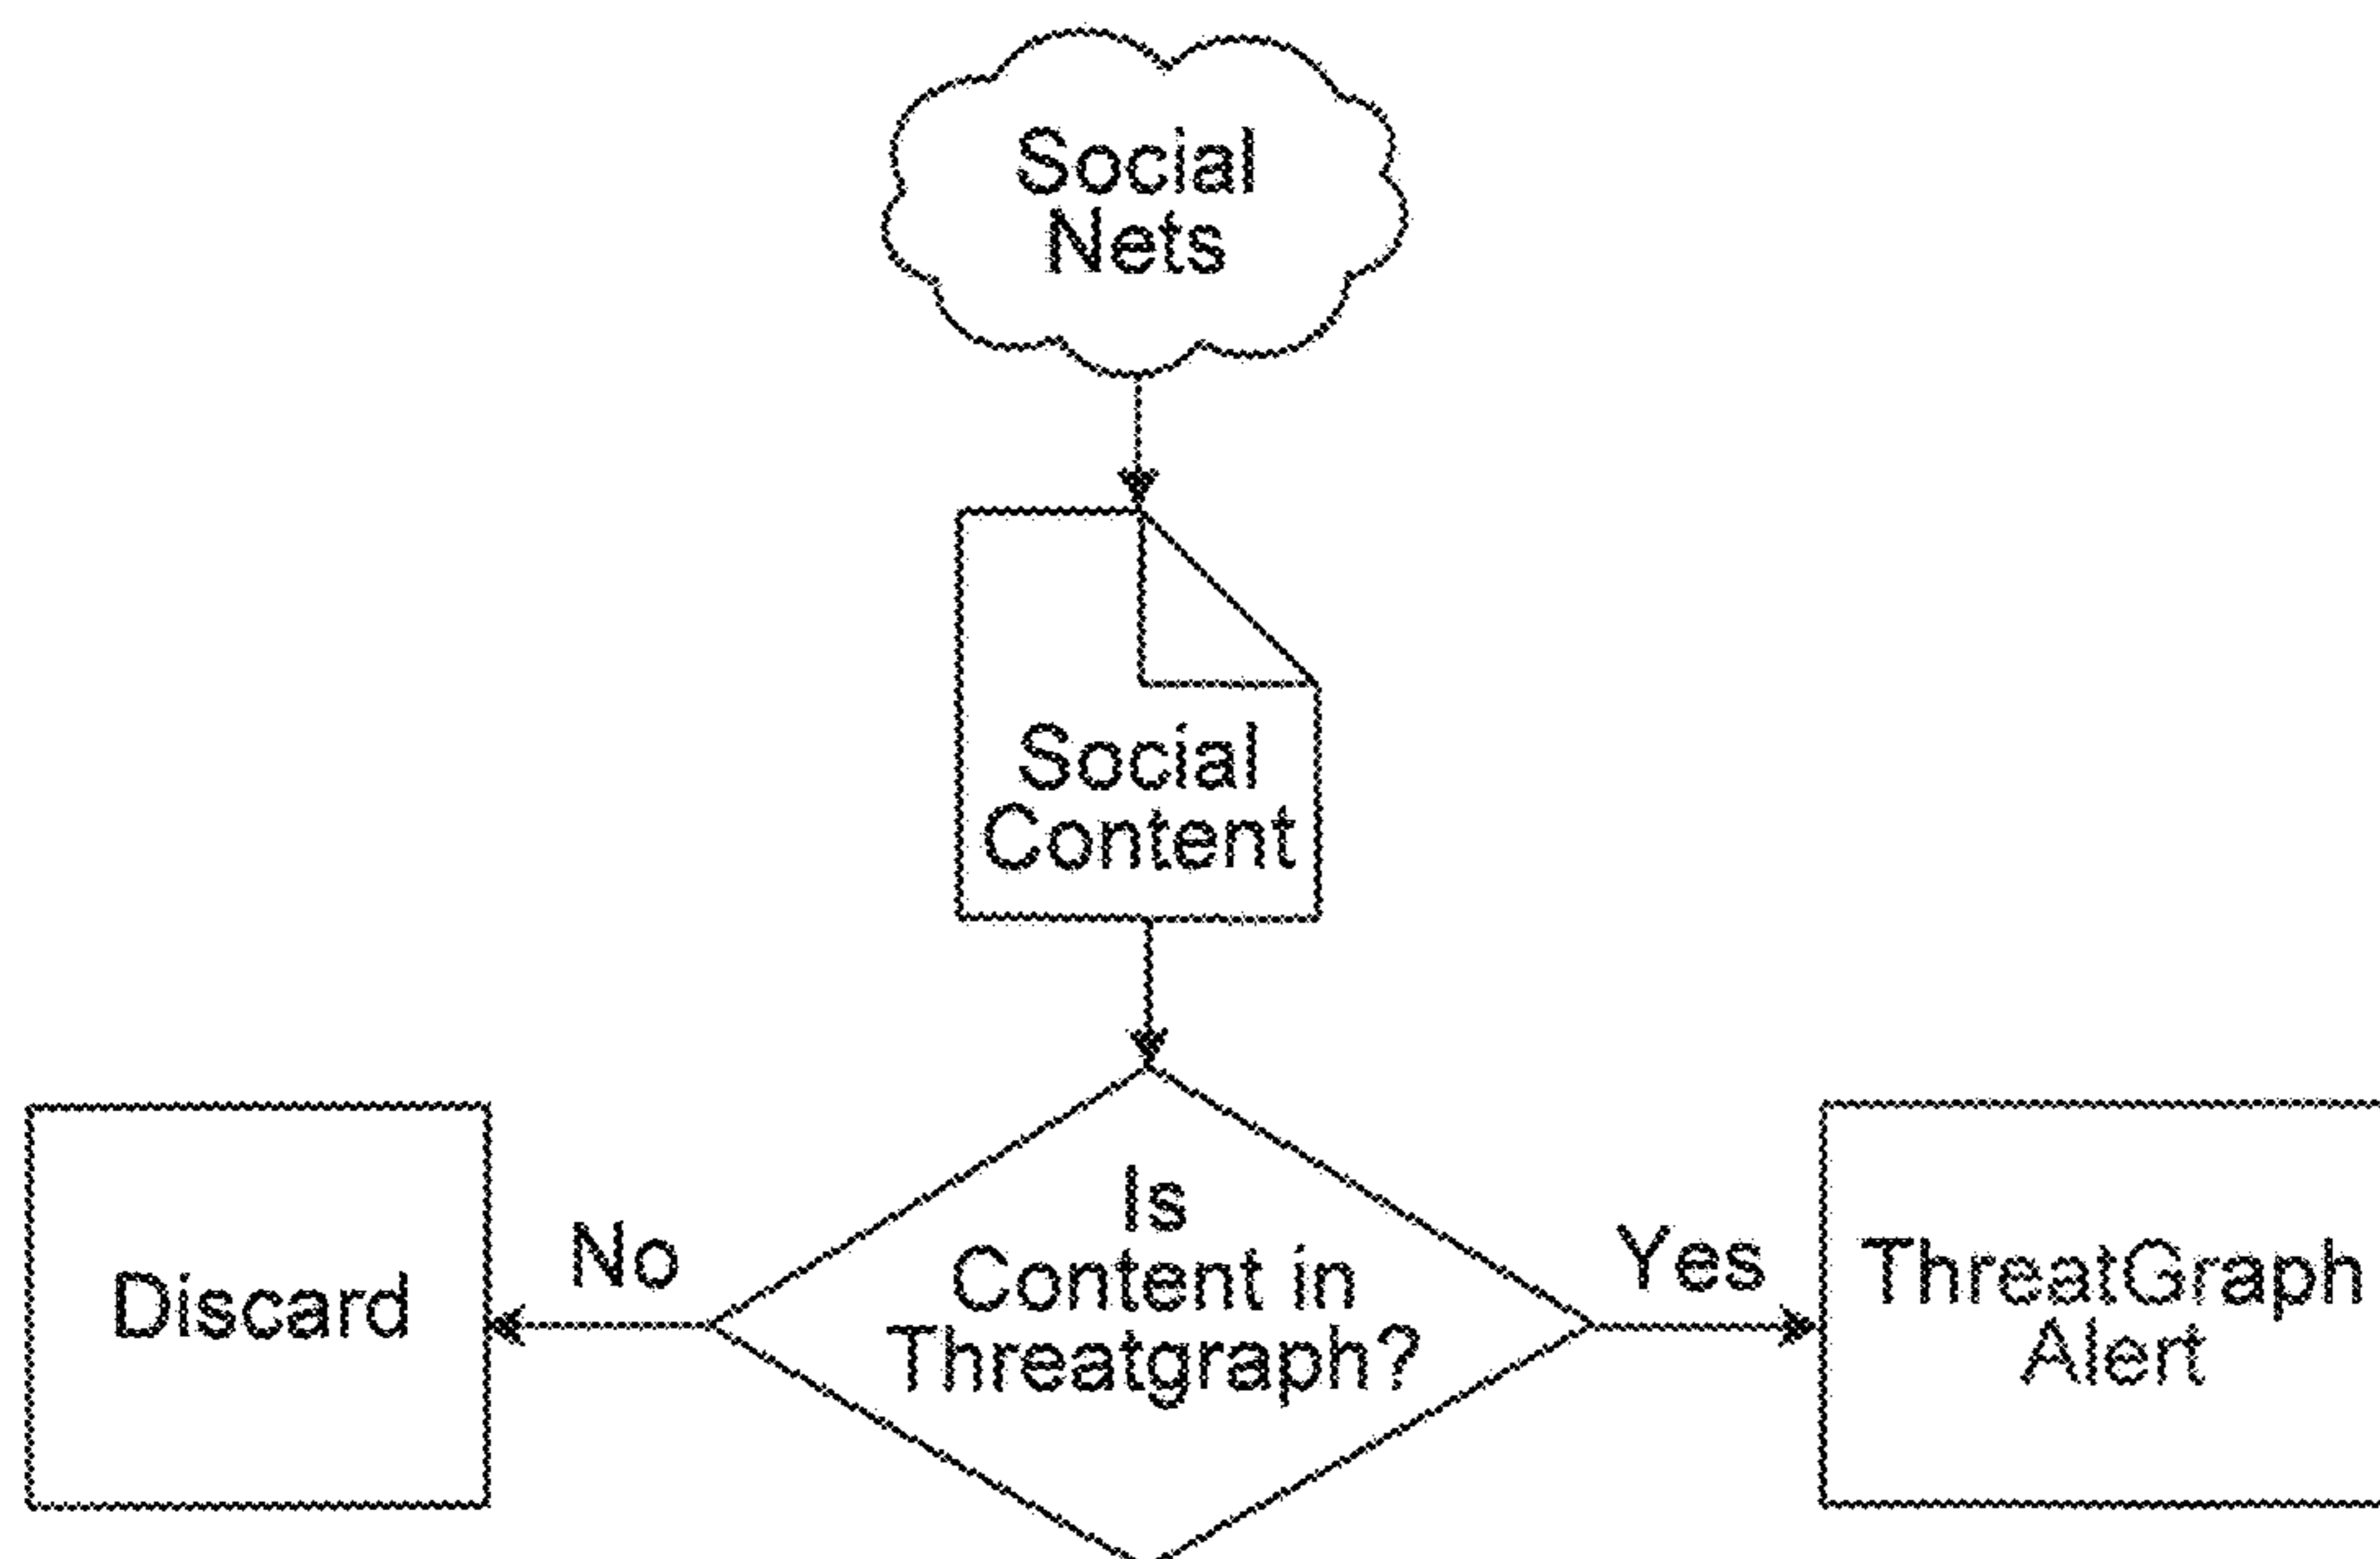 Social
Nets
Social
Content
Is
Content in
Threatgraph?
No
Discard
Yes
ThreatGraph
Alert